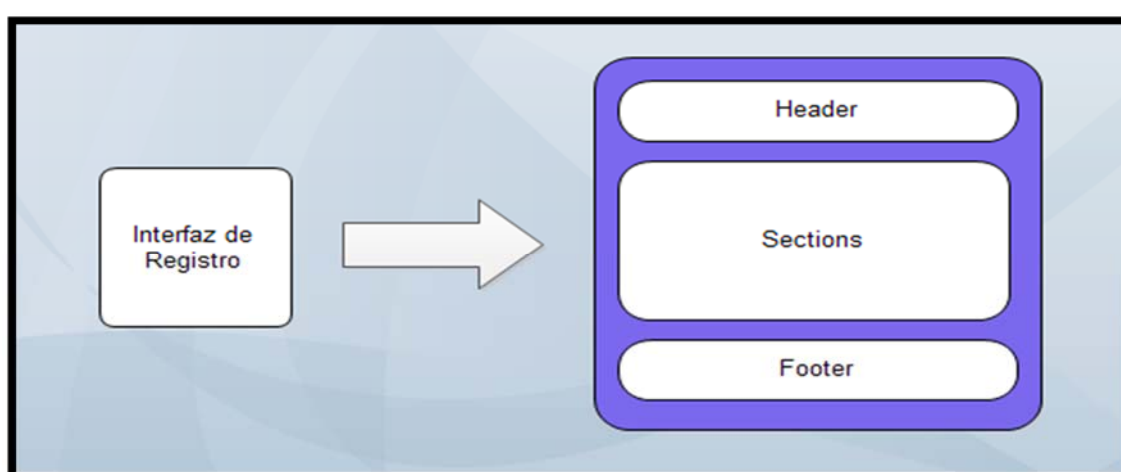 Interfaz de
Registro
Header
Sections
Footer